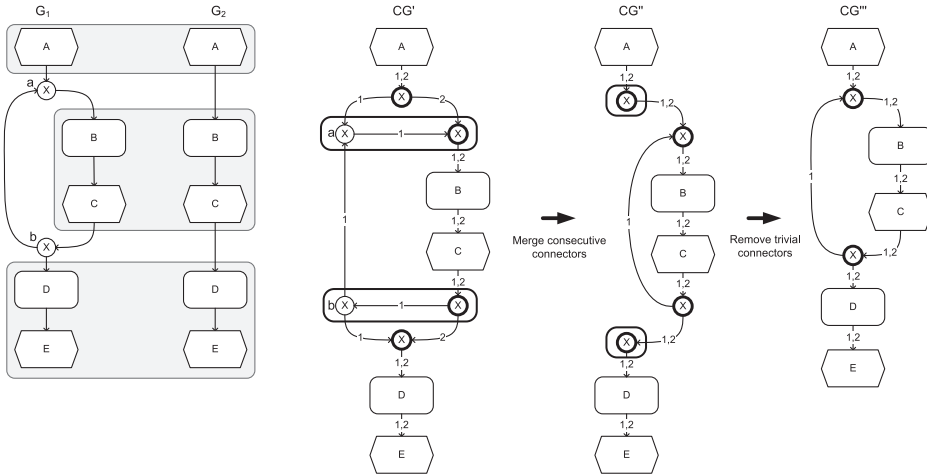 G1 G2 CG' CG'' CG'''
A A A A A
a X
1,2 1,2 1,2
X X X
1 2 1,2 1,2
B B
a X 1 X X B
1,2 1,2 1,2
B B
C C C
1 1,2 1 1,2 1 1,2
Merge consecutive connectors
Remove trivial connectors
C C
b X
1,2 1,2
b X 1 X X X
1 2 1,2 1,2
D D D
X X
1,2 1,2 1,2
E E E
D D
1,2 1,2
E E